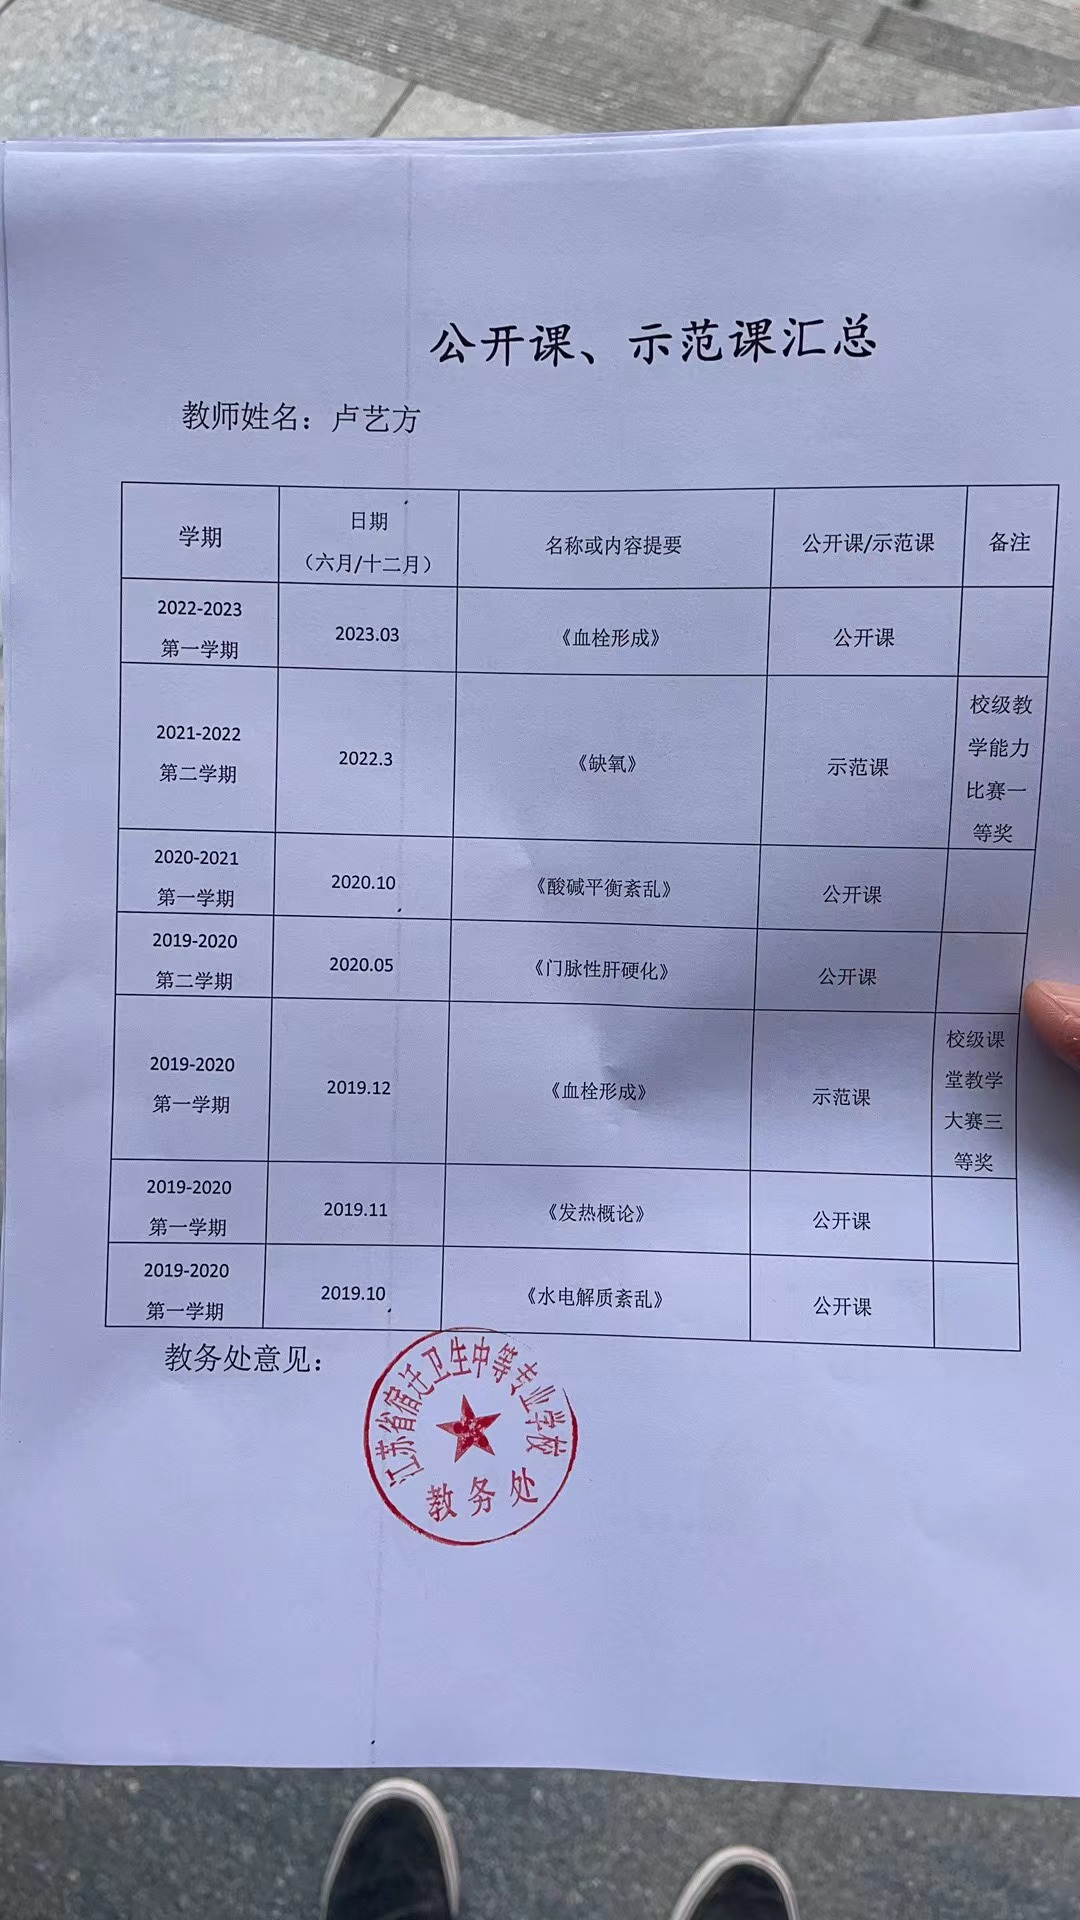 公开课、示范课汇总
教师姓名：卢艺方
学期 日期 名称或内容提要 公开课/示范课 备注
（六月/十二月）
2022-2023
第一学期 2023.03 《血栓形成》 公开课
2021-2022
第二学期 2022.3 《缺氧》 示范课 校级教
学能力
比赛一
等奖
2020-2021
第一学期 2020.10 《酸碱平衡紊乱》 公开课
2019-2020
第二学期 2020.05 《门脉性肝硬化》 公开课
2019-2020
第一学期 2019.12 《血栓形成》 示范课 校级课
堂教学
大赛三
等奖
2019-2020
第一学期 2019.11 《发热概论》 公开课
2019-2020
第一学期 2019.10 《水电解质紊乱》 公开课
教务处意见：
江苏省宿迁卫生中等专业学校
教务处